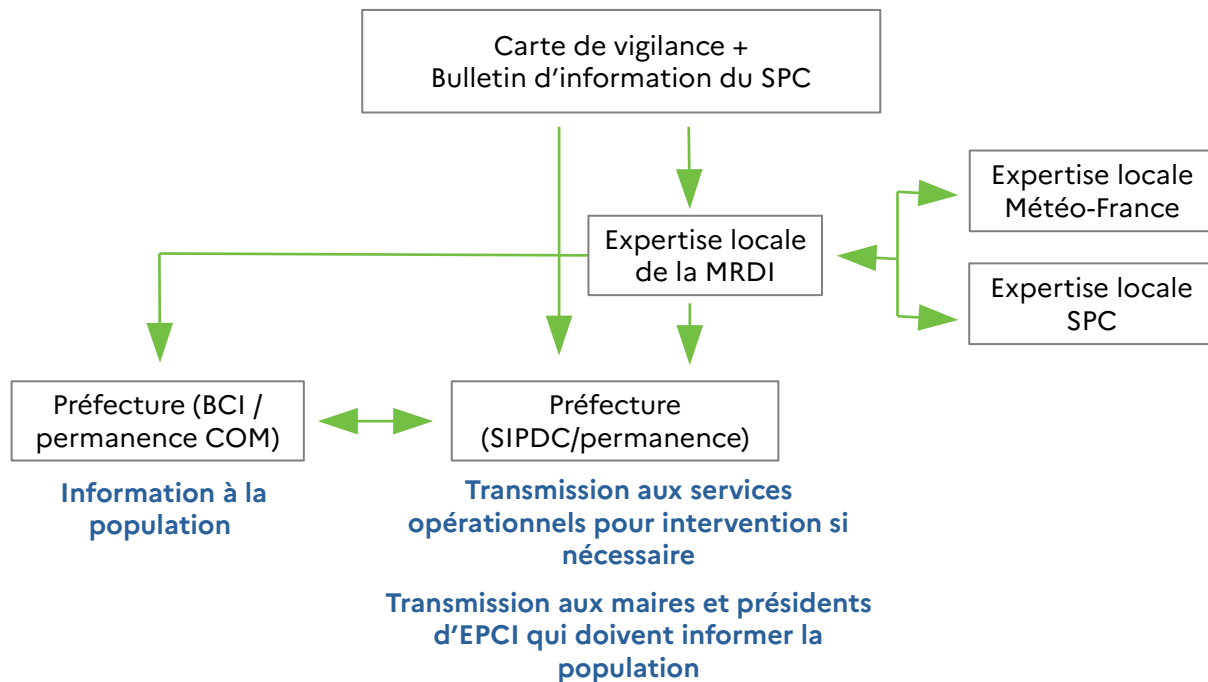 Carte de vigilance +
Bulletin d’information du SPC
Expertise locale
Météo-France
Expertise locale
de la MRDI
Expertise locale
SPC
Préfecture (BCI /
permanence COM)
Préfecture
(SIPDC/permanence)
Information à la
population
Transmission aux services
opérationnels pour intervention si
nécessaire
Transmission aux maires et présidents
d’EPCI qui doivent informer la
population